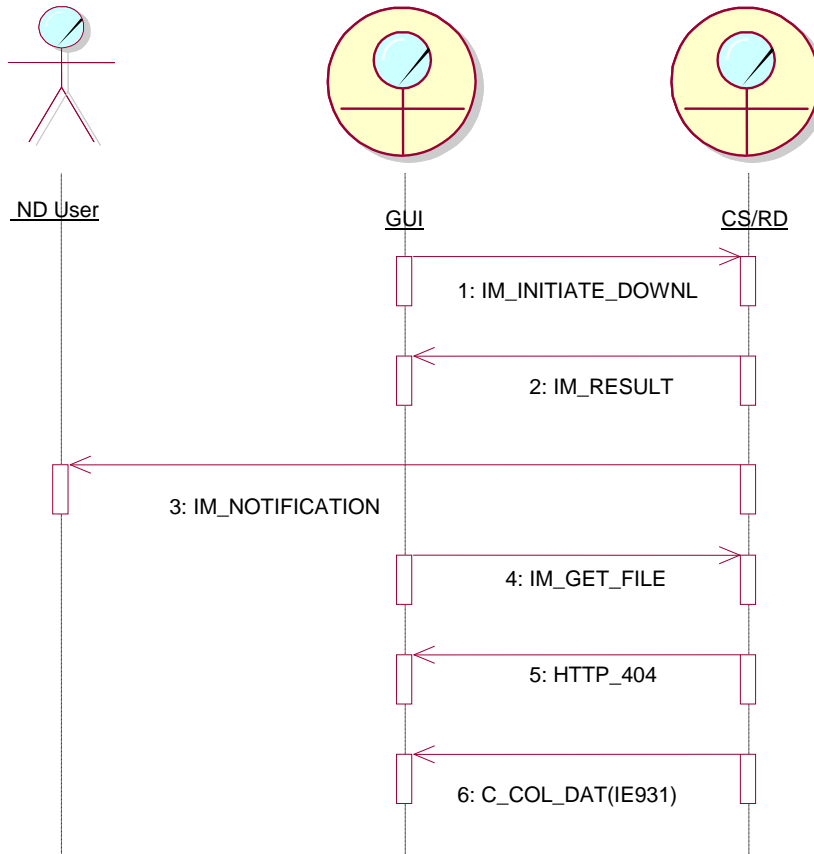 ND User
GUI
CS/RD
1: IM_INITIATE_DOWNL
2: IM_RESULT
3: IM_NOTIFICATION
4: IM_GET_FILE
5: HTTP_404
6: C_COL_DAT(IE931)